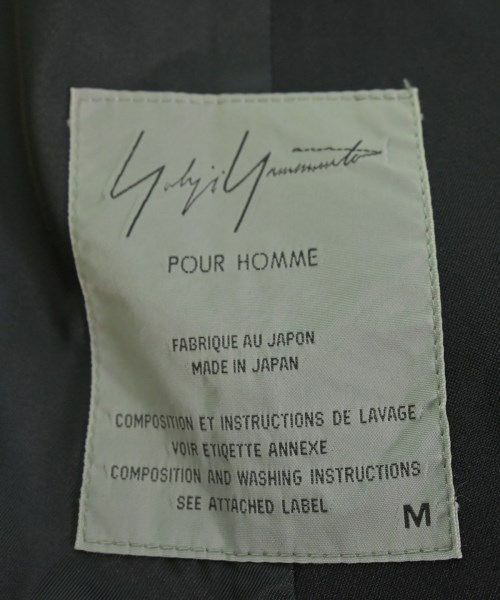 Yohji Yamamoto
POUR HOMME
FABRIQUE AU JAPON
MADE IN JAPAN
COMPOSITION ET INSTRUCTIONS DE LAVAGE
VOIR ETIQETTE ANNEXE
COMPOSITION AND WASHING INSTRUCTIONS
SEE ATTACHED LABEL
M